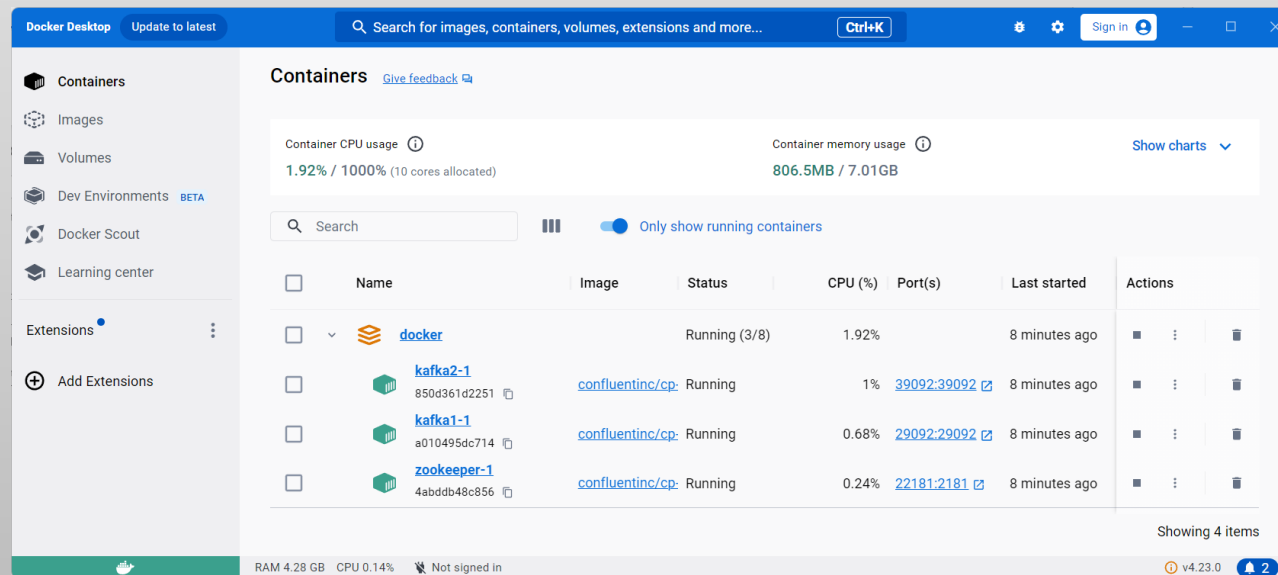 Docker Desktop Update to latest Search for images, containers, volumes, extensions and more... Ctrl+K Sign in
Containers
Images
Volumes
Dev Environments BETA
Docker Scout
Learning center
Extensions
Add Extensions
Containers Give feedback
Container CPU usage
1.92% / 1000% (10 cores allocated)
Container memory usage
806.5MB / 7.01GB
Show charts
Search
Only show running containers
Name Image Status CPU (%) Port(s) Last started Actions
docker Running (3/8) 1.92% 8 minutes ago
kafka2-1
850d361d2251
confluentinc/cp- Running 1% 39092:39092 8 minutes ago
kafka1-1
a010495dc714
confluentinc/cp- Running 0.68% 29092:29092 8 minutes ago
zookeeper-1
4abddb48c856
confluentinc/cp- Running 0.24% 22181:2181 8 minutes ago
Showing 4 items
RAM 4.28 GB CPU 0.14% Not signed in v4.23.0 2